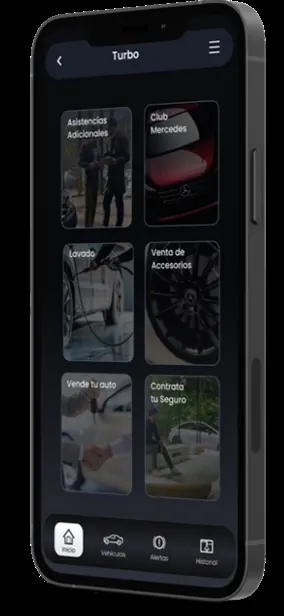 Turbo
Asistencias
Adicionales
Club
Mercedes
Lavado
Venta de
Accesorios
Vende tu auto
Contrata
tu Seguro
Inicio
Vehículos
Alertas
Historial